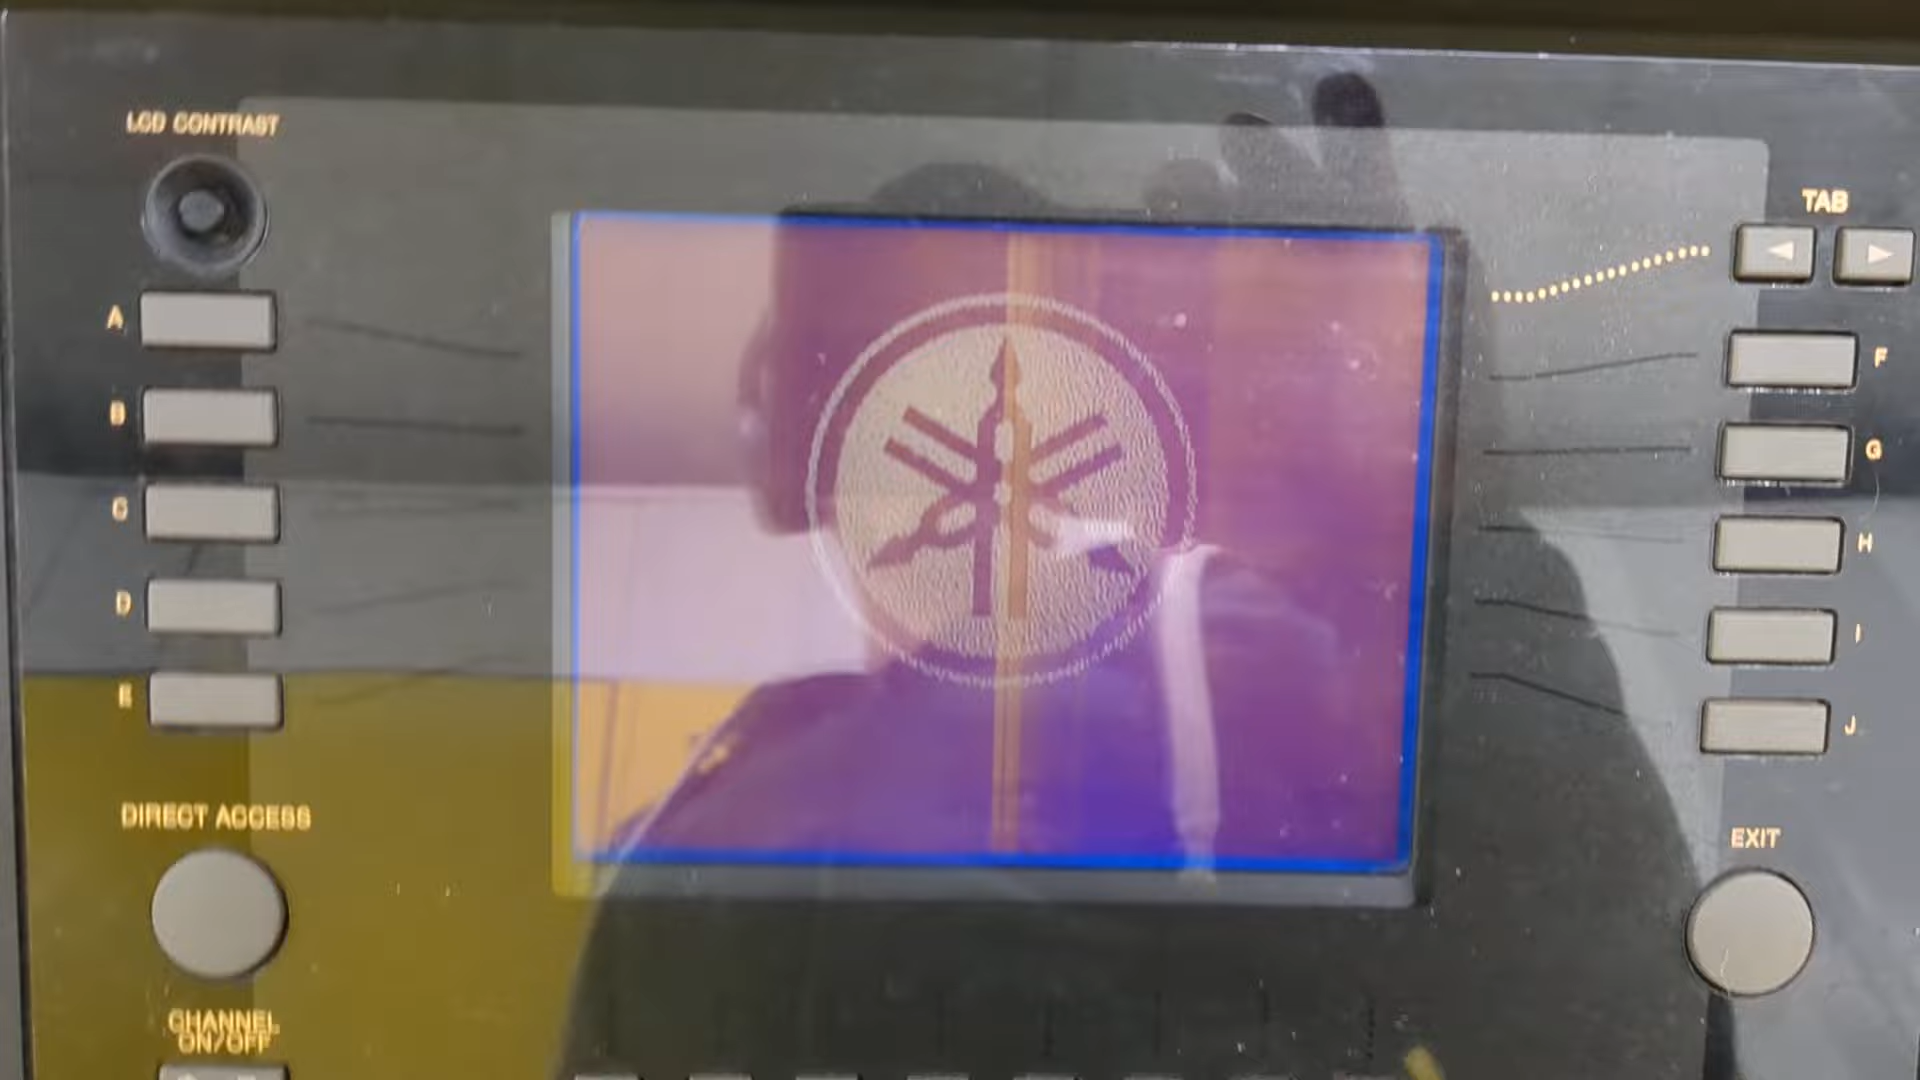 LCD CONTRAST
TAB
A
F
B
G
C
H
D
I
E
J
DIRECT ACCESS
EXIT
CHANNEL
ON/OFF